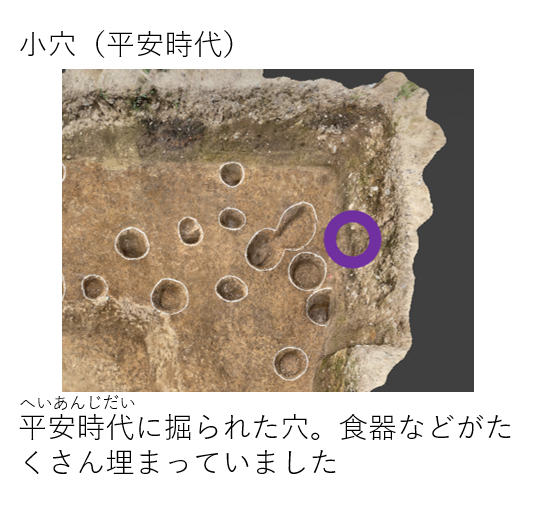 小穴（平安時代）
へいあんじだい
平安時代に掘られた穴。食器などがた
くさん埋まっていました